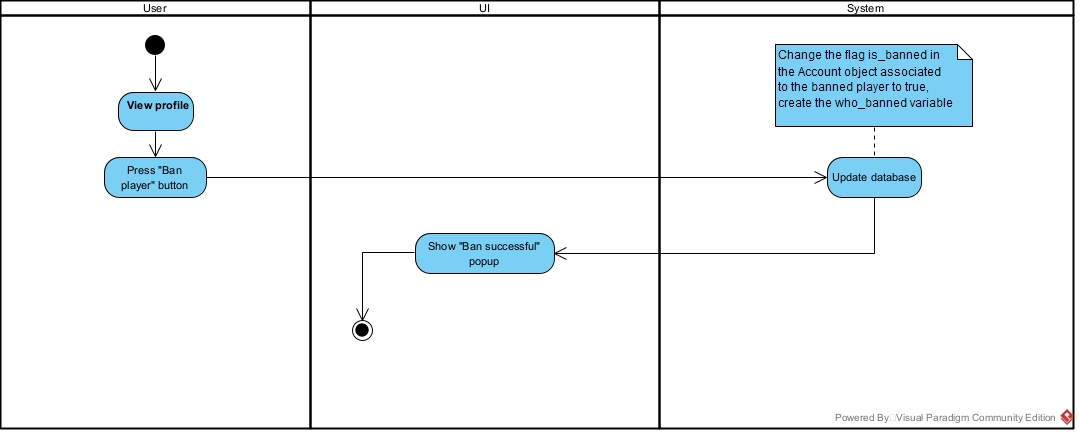 User
UI
System
Change the flag is_banned in
the Account object associated
to the banned player to true,
create the who_banned variable
View profile
Press "Ban
player" button
Update database
Show "Ban successful"
popup
Powered By Visual Paradigm Community Edition